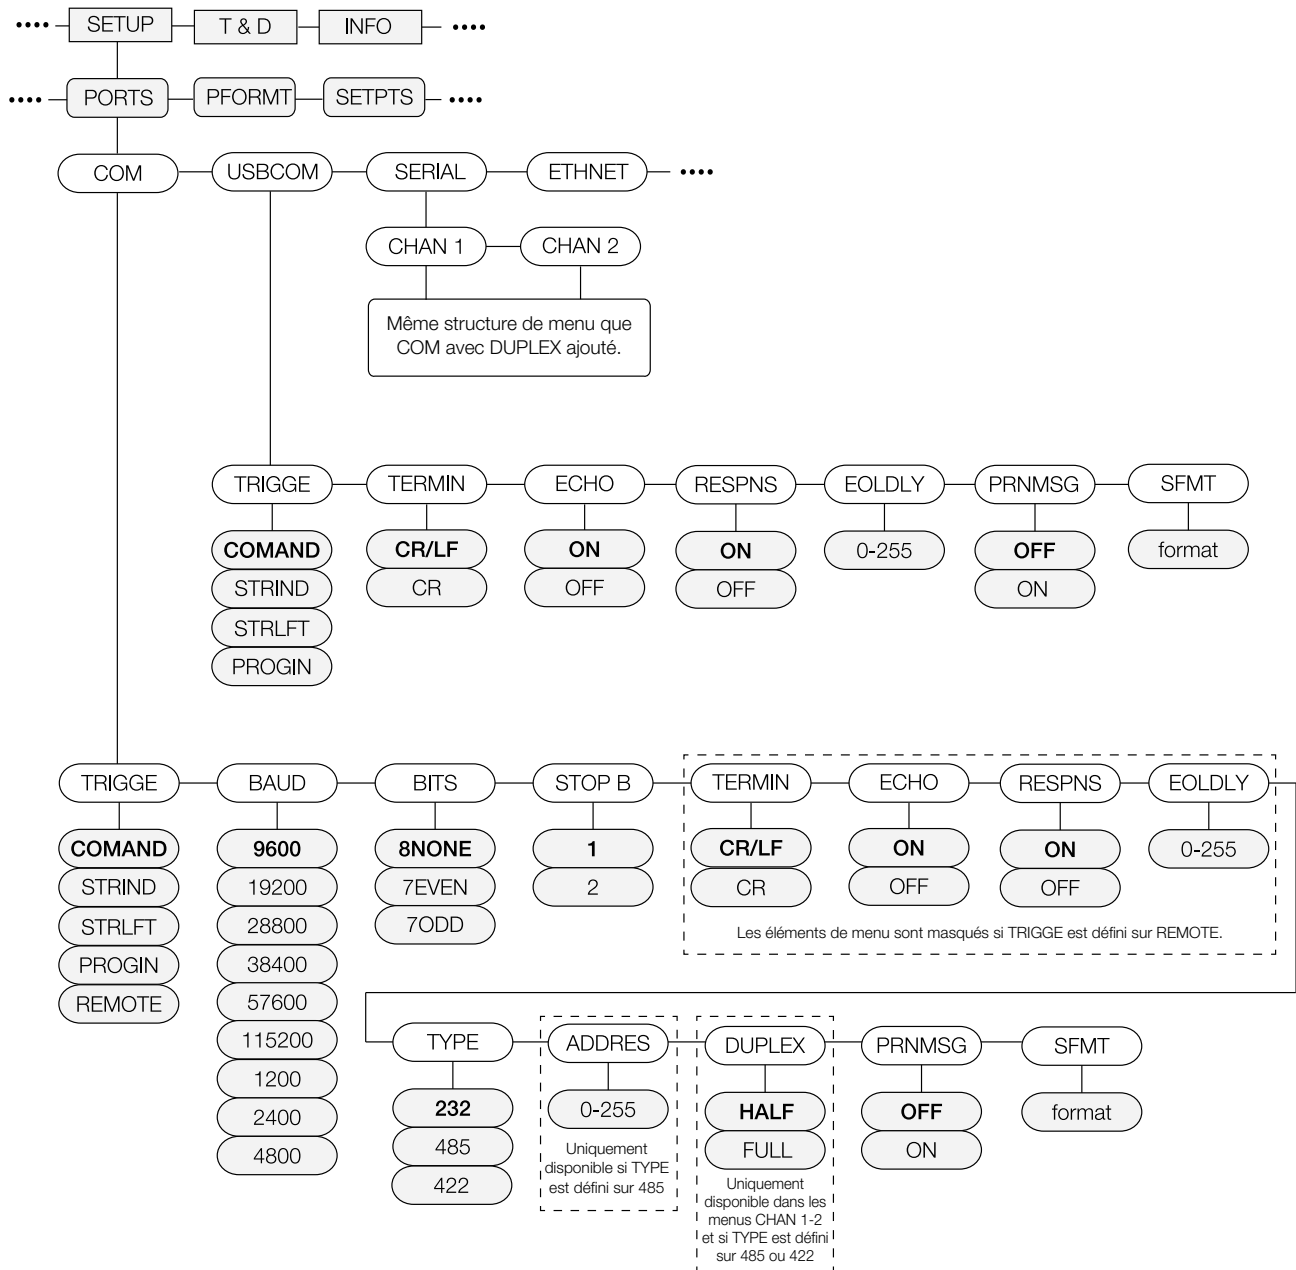 •••• SETUP T & D INFO ••••
•••• PORTS PFORMT SETPTS ••••
COM USBCOM SERIAL ETHNET ••••
CHAN 1 CHAN 2
Même structure de menu que
COM avec DUPLEX ajouté.
TRIGGE TERMIN ECHO RESPNS EOLDLY PRNMSG SFMT
COMAND CR/LF ON ON 0-255 OFF format
STRIND CR OFF OFF ON
STRLFT
PROGIN
TRIGGE BAUD BITS STOP B TERMIN ECHO RESPNS EOLDLY
COMAND 9600 8NONE 1 CR/LF ON ON 0-255
STRIND 19200 7EVEN 2 CR OFF OFF
STRLFT 28800 7ODD
Les éléments de menu sont masqués si TRIGGE est défini sur REMOTE.
PROGIN 38400
REMOTE 57600
115200
1200
2400
4800
TYPE ADDRES DUPLEX PRNMSG SFMT
232 0-255 HALF OFF format
485 FULL ON
422
Uniquement
disponible si TYPE
est défini sur 485
Uniquement
disponible dans les
menus CHAN 1-2
et si TYPE est défini
sur 485 ou 422